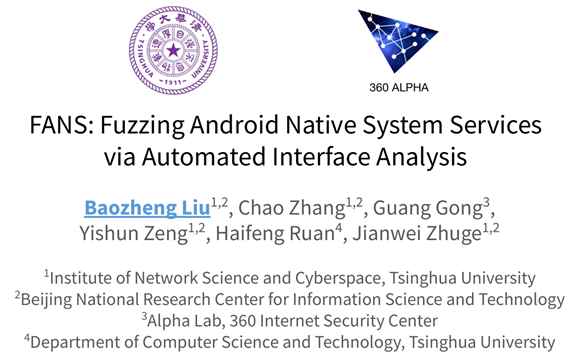 TSINGHUA UNIVERSITY
-1911-
360 ALPHA
FANS: Fuzzing Android Native System Services
via Automated Interface Analysis
Baozheng Liu1,2, Chao Zhang1,2, Guang Gong3,
Yishun Zeng1,2, Haifeng Ruan4, Jianwei Zhuge1,2
1Institute of Network Science and Cyberspace, Tsinghua University
2Beijing National Research Center for Information Science and Technology
3Alpha Lab, 360 Internet Security Center
4Department of Computer Science and Technology, Tsinghua University